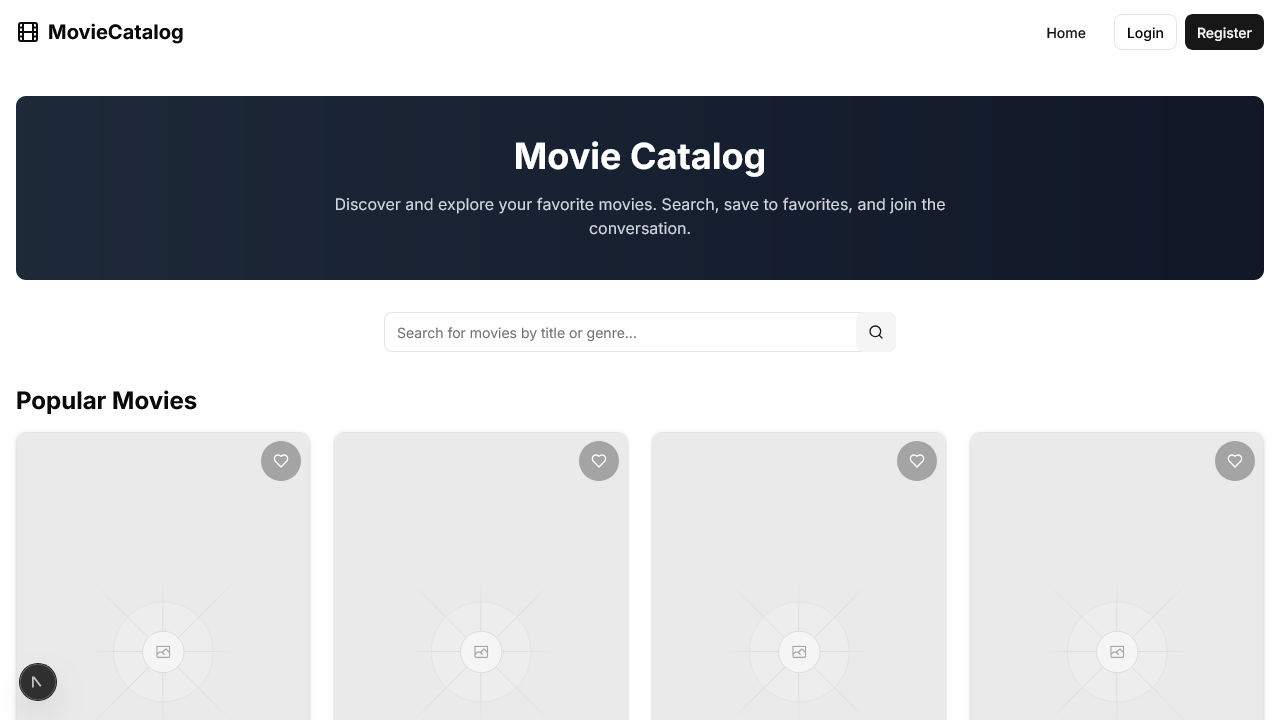 MovieCatalog
Home
Login
Register
Movie Catalog
Discover and explore your favorite movies. Search, save to favorites, and join the
conversation.
Search for movies by title or genre...
Popular Movies